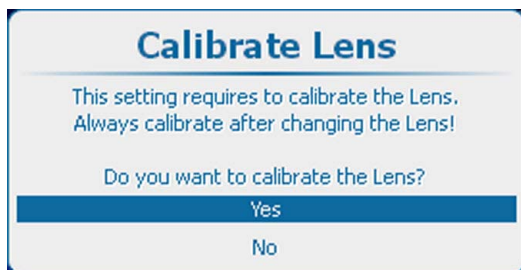 Calibrate Lens
This setting requires to calibrate the Lens.
Always calibrate after changing the Lens!
Do you want to calibrate the Lens?
Yes
No